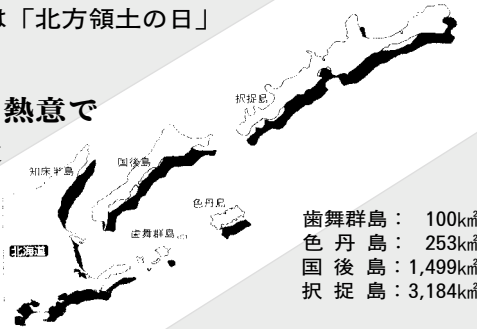 は「北方領土の日」
熱意で
択捉島
国後島
知床半島
色丹島
歯舞群島
北海道
歯舞群島： 100㎢
色丹島： 253㎢
国後島：1,499㎢
択捉島：3,184㎢